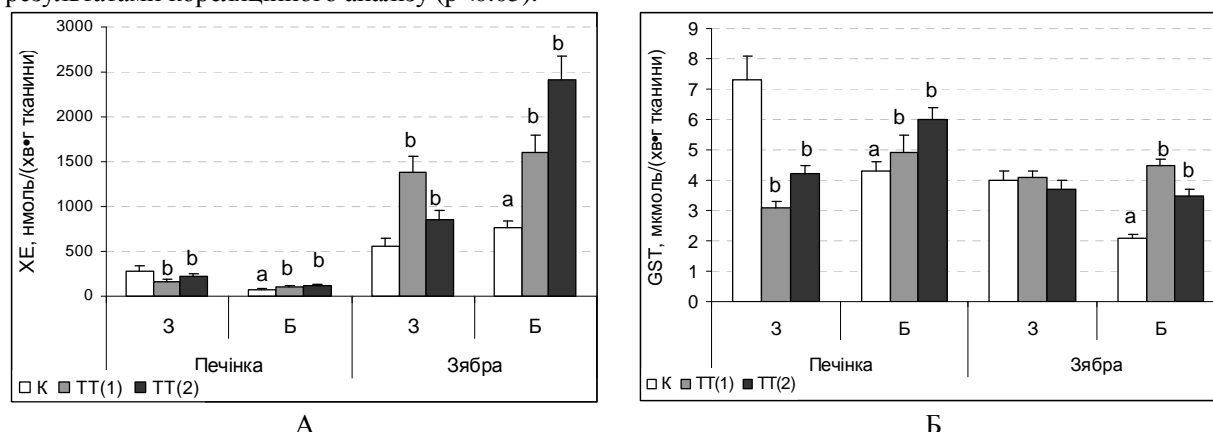 результатами кореляційного аналізу (р<0.05).
3000
2500
2000
1500
1000
500
0
ХЕ, нмоль/(хв•г тканини)
b b a b b b b a b b
З Б З Б
Печінка Зябра
К ТТ(1) ТТ(2)
А
9
8
7
6
5
4
3
2
1
0
GST, мкмоль/(хв•г тканини)
b b a b b a b b
З Б З Б
Печінка Зябра
К ТТ(1) ТТ(2)
Б